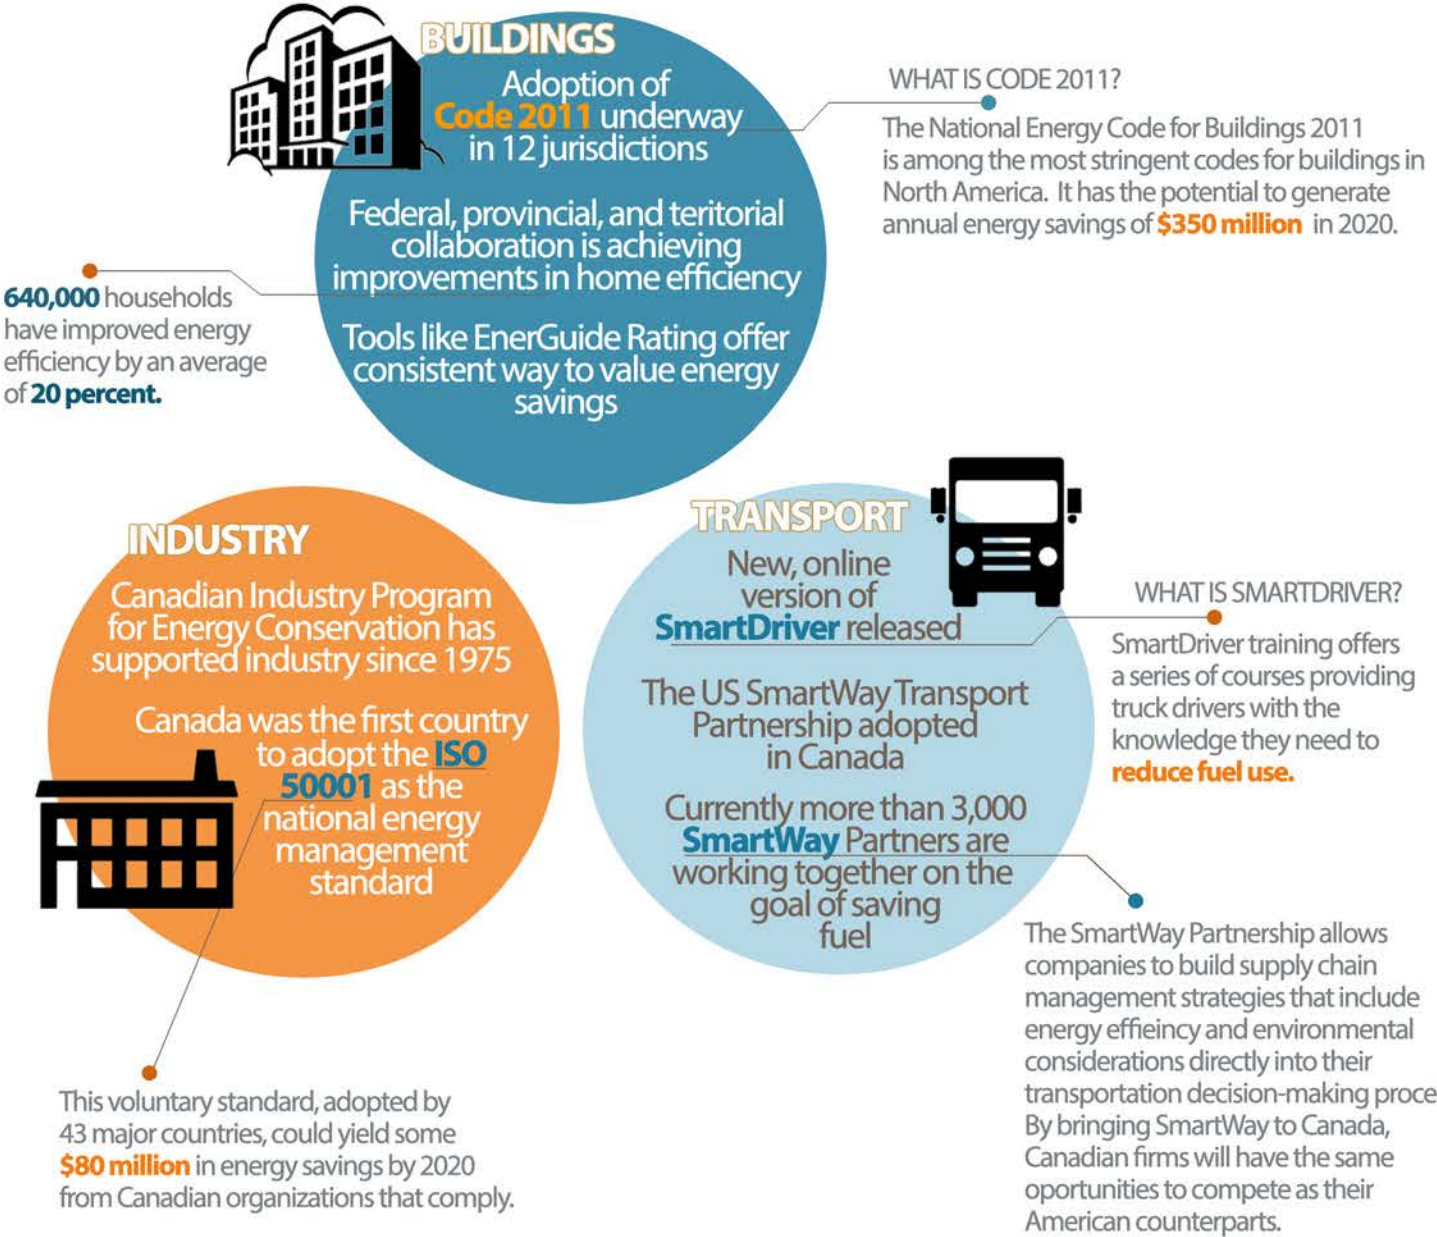 BUILDINGS
Adoption of
Code 2011 underway
in 12 jurisdictions
Federal, provincial, and teritorial
collaboration is achieving
improvements in home efficiency
Tools like EnerGuide Rating offer
consistent way to value energy
savings
WHAT IS CODE 2011?
The National Energy Code for Buildings 2011
is among the most stringent codes for buildings in
North America. It has the potential to generate
annual energy savings of $350 million in 2020.
640,000 households
have improved energy
efficiency by an average
of 20 percent.
INDUSTRY
Canadian Industry Program
for Energy Conservation has
supported industry since 1975
Canada was the first country
to adopt the ISO
50001 as the
national energy
management
standard
This voluntary standard, adopted by
43 major countries, could yield some
$80 million in energy savings by 2020
from Canadian organizations that comply.
TRANSPORT
New, online
version of
SmartDriver released
The US SmartWay Transport
Partnership adopted
in Canada
Currently more than 3,000
SmartWay Partners are
working together on the
goal of saving
fuel
WHAT IS SMARTDRIVER?
SmartDriver training offers
a series of courses providing
truck drivers with the
knowledge they need to
reduce fuel use.
The SmartWay Partnership allows
companies to build supply chain
management strategies that include
energy effieincy and environmental
considerations directly into their
transportation decision-making proce
By bringing SmartWay to Canada,
Canadian firms will have the same
oportunities to compete as their
American counterparts.